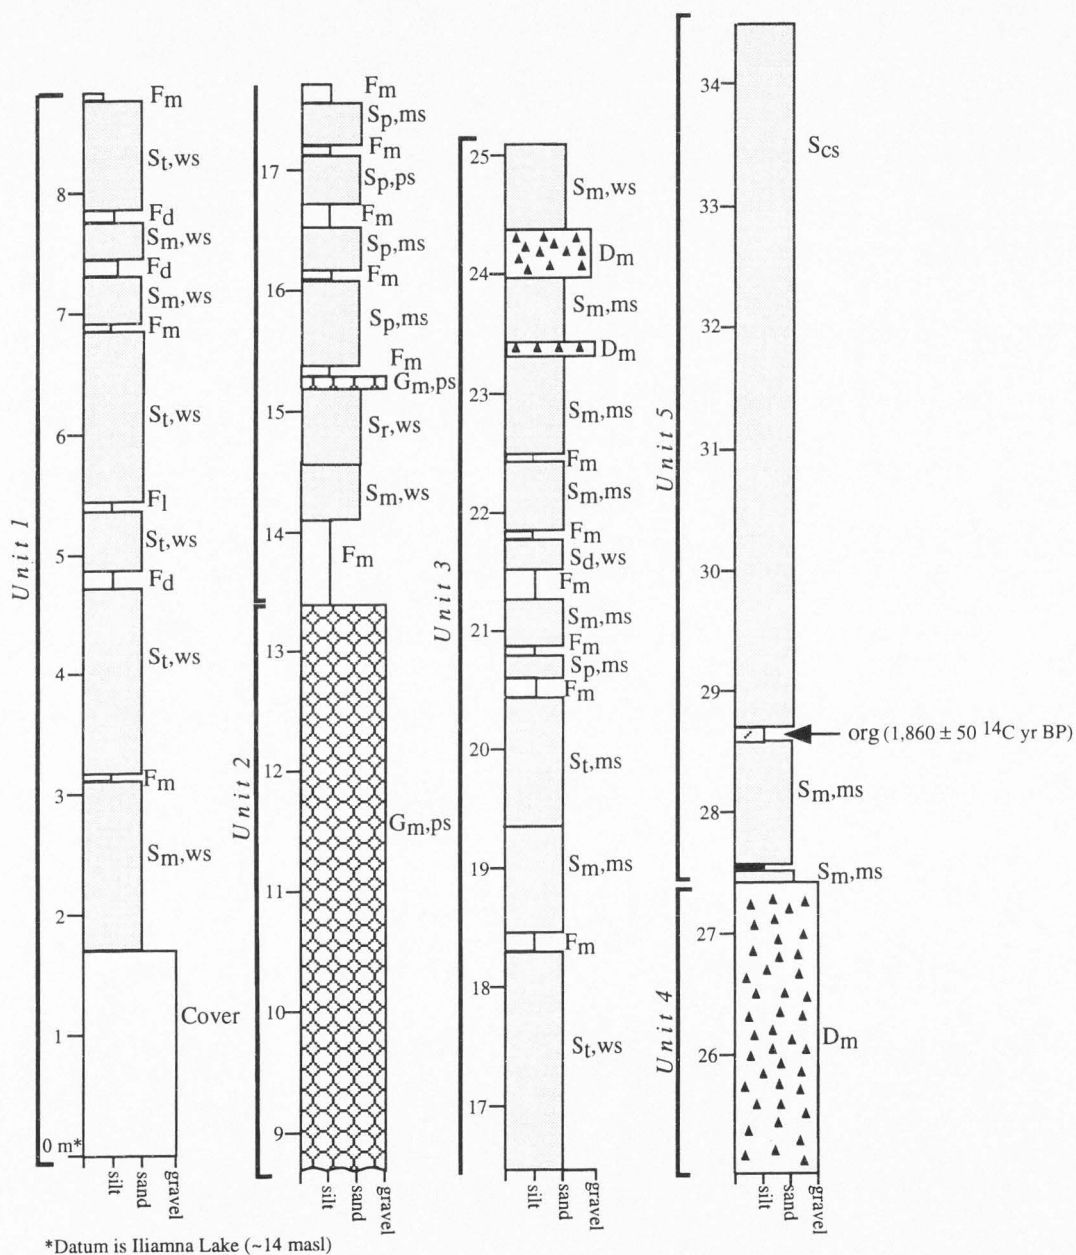 Unit 1
8
7
6
5
4
3
2
1
0 m*
Fm
St,ws
Fd
Sm,ws
Fd
Sm,ws
Fm
St,ws
Fl
St,ws
Fd
St,ws
Fm
Sm,ws
Cover
silt
sand
gravel
Unit 2
17
16
15
14
13
12
11
10
9
Fm
Sp,ms
Fm
Sp,ps
Fm
Sp,ms
Fm
Sp,ms
Fm
Gm,ps
Sr,ws
Sm,ws
Fm
Gm,ps
silt
sand
gravel
Unit 3
25
24
23
22
21
20
19
18
17
Sm,ws
Dm
Sm,ms
Dm
Sm,ms
Fm
Sm,ms
Fm
Sd,ws
Fm
Sm,ms
Fm
Sp,ms
Fm
St,ms
Sm,ms
Fm
St,ws
silt
sand
gravel
Unit 5
Unit 4
34
33
32
31
30
29
28
27
26
Scs
org (1,860 ± 50 14C yr BP)
Sm,ms
Sm,ms
Dm
silt
sand
gravel
*Datum is Iliamna Lake (~14 masl)